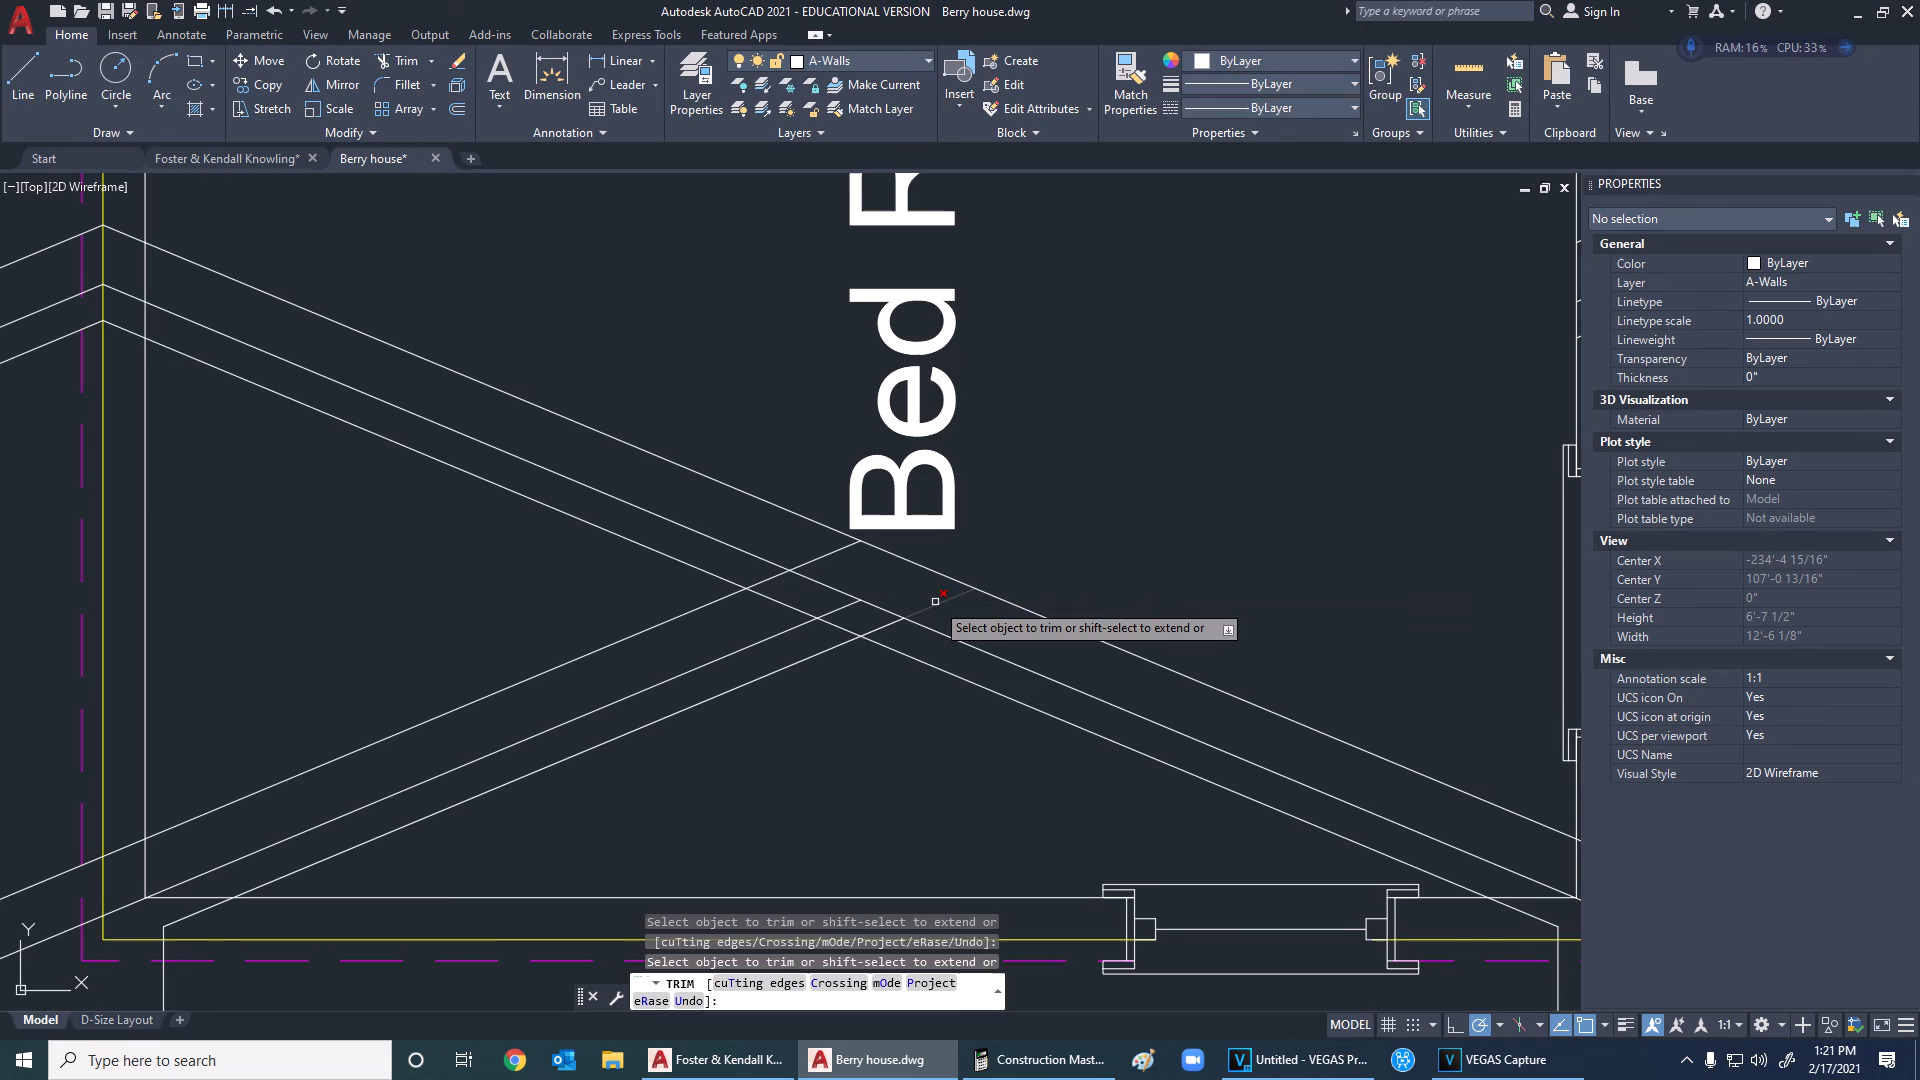 Autodesk AutoCAD 2021 - EDUCATIONAL VERSION Berry house.dwg
Type a keyword or phrase
Sign In
Home Insert Annotate Parametric View Manage Output Add-ins Collaborate Express Tools Featured Apps
RAM:16% CPU:33%
Line Polyline Circle Arc
Move Rotate Trim
Copy Mirror Fillet
Stretch Scale Array
Text Dimension
Linear
Leader
Table
Layer Properties
A-Walls
Make Current
Match Layer
Insert
Create
Edit
Edit Attributes
Match Properties
ByLayer
ByLayer
ByLayer
Group Measure Paste Base
Draw Modify Annotation Layers Block Properties Groups Utilities Clipboard View
Start Foster & Kendall Knowling* Berry house*
[−][Top][2D Wireframe]
Bed R
PROPERTIES
No selection
General
Color ByLayer
Layer A-Walls
Linetype ByLayer
Linetype scale 1.0000
Lineweight ByLayer
Transparency ByLayer
Thickness 0"
3D Visualization
Material ByLayer
Plot style
Plot style ByLayer
Plot style table None
Plot table attached to Model
Plot table type Not available
View
Center X -234'-4 15/16"
Center Y 107'-0 13/16"
Center Z 0"
Height 6'-7 1/2"
Width 12'-6 1/8"
Misc
Annotation scale 1:1
UCS icon On Yes
UCS icon at origin Yes
UCS per viewport Yes
UCS Name
Visual Style 2D Wireframe
Select object to trim or shift-select to extend or
Y
X
Select object to trim or shift-select to extend or
[cuTting edges/Crossing/mOde/Project/eRase/Undo]:
Select object to trim or shift-select to extend or
TRIM [cuTting edges Crossing mOde Project
eRase Undo]:
Model D-Size Layout
MODEL 1:1
Type here to search
Foster & Kendall K...
Berry house.dwg
Construction Mast...
Untitled - VEGAS Pr...
VEGAS Capture
1:21 PM
2/17/2021